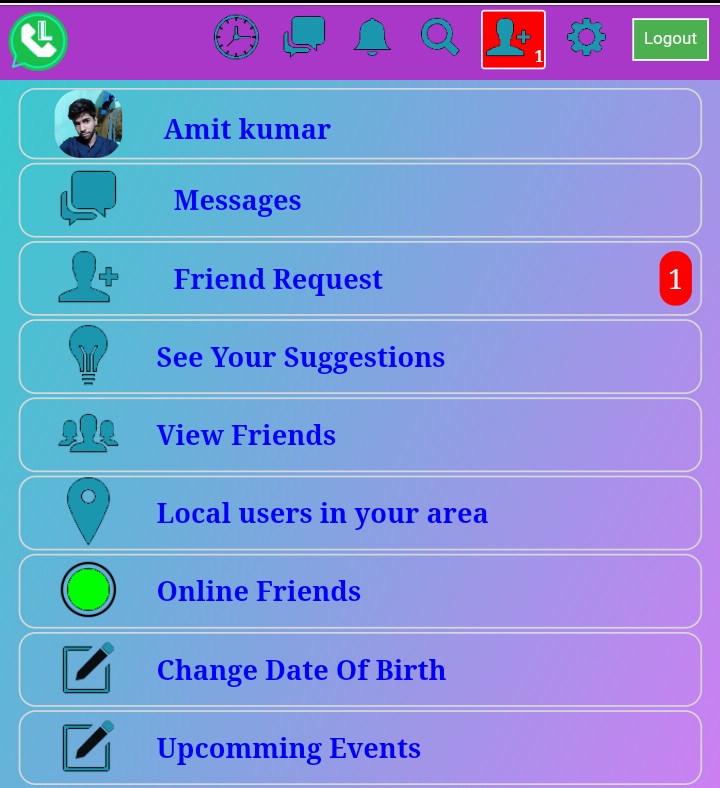 L
1
Logout
Amit kumar
Messages
Friend Request
1
See Your Suggestions
View Friends
Local users in your area
Online Friends
Change Date Of Birth
Upcomming Events